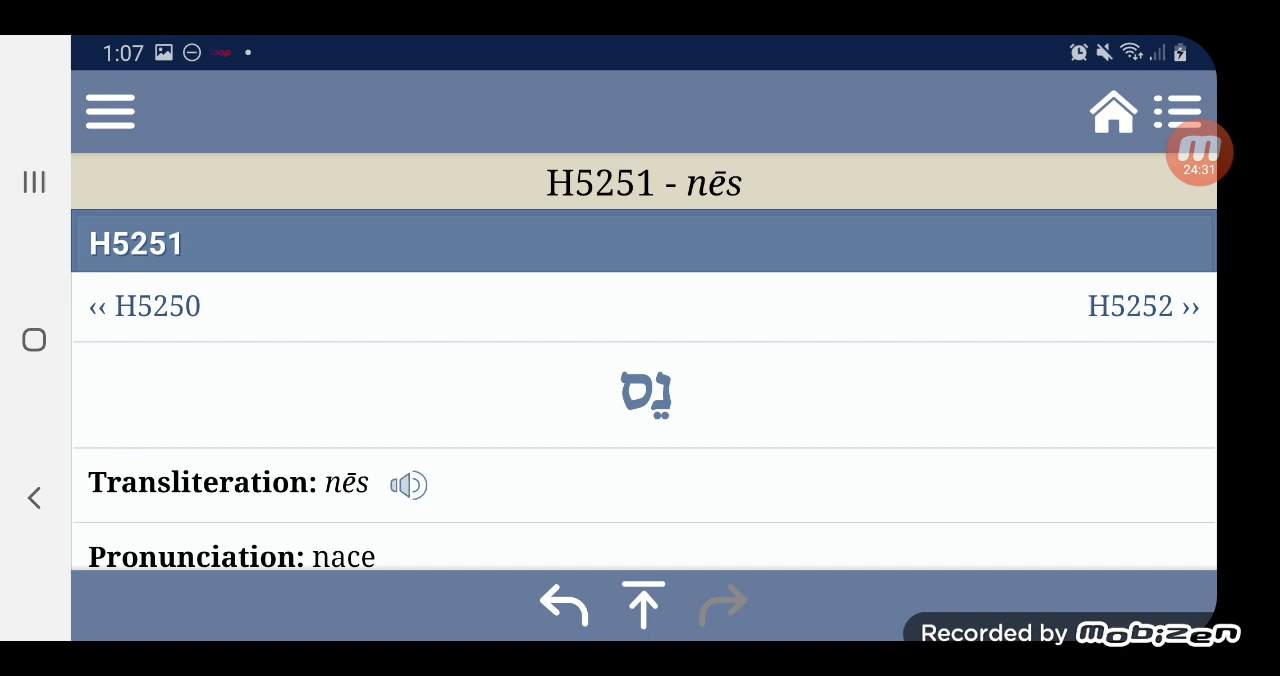 1:07
24:31
H5251 - nēs
H5251
‹‹ H5250
H5252 ››
נֵס
Transliteration: nēs
Pronunciation: nace
Recorded by Mobizen